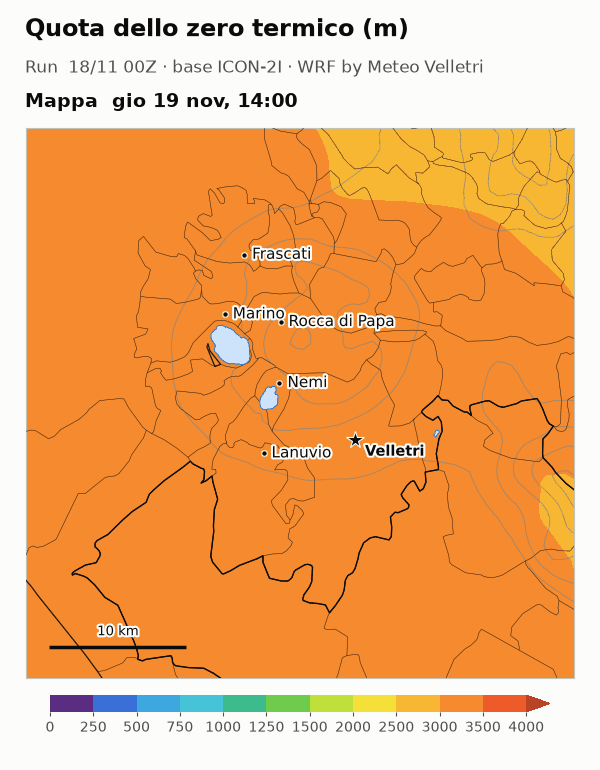 Quota dello zero termico (m)
Run 18/11 00Z · base ICON-2I · WRF by Meteo Velletri
Mappa gio 19 nov, 14:00
Frascati
Marino
Rocca di Papa
Nemi
Velletri
Lanuvio
10 km
0 250 500 750 1000 1250 1500 2000 2500 3000 3500 4000